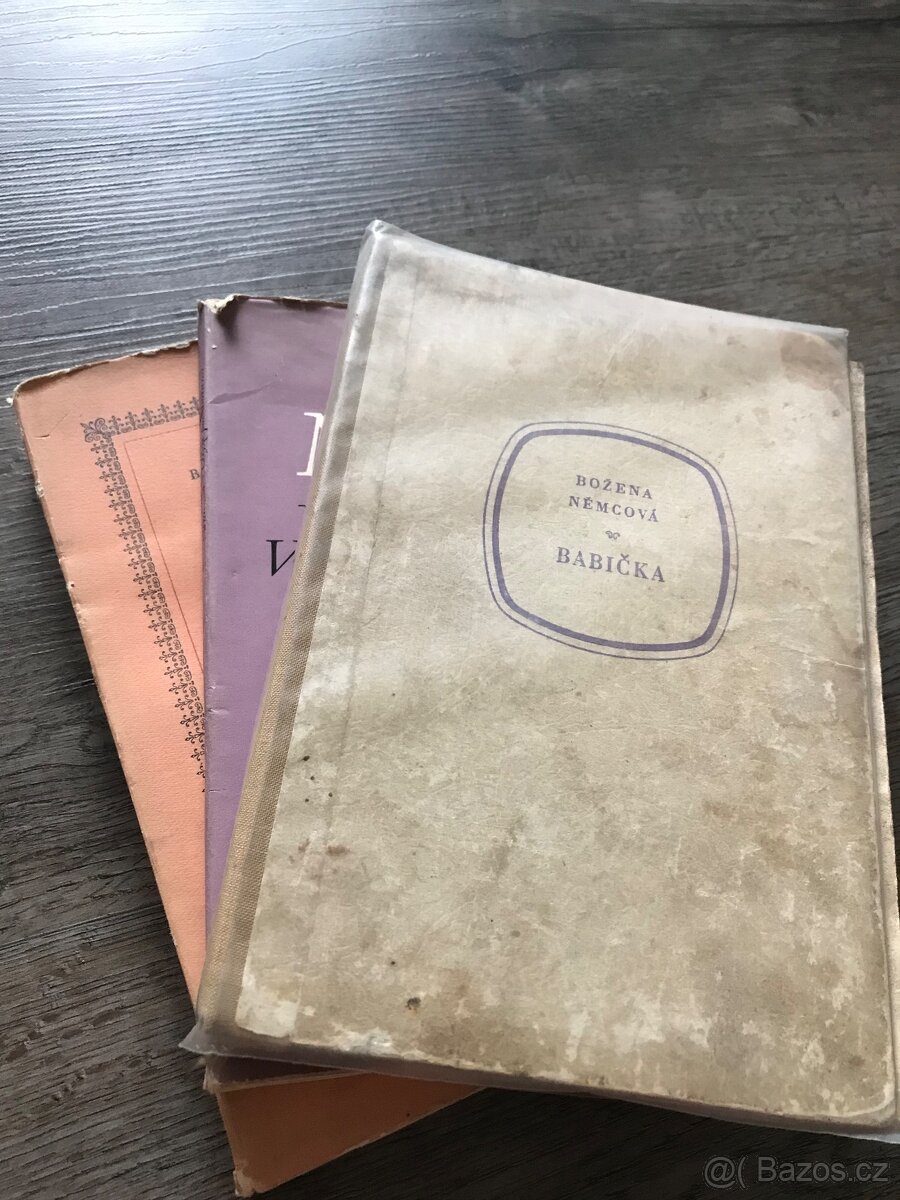 BOŽENA
NĚMCOVÁ
BABIČKA
@( Bazos.cz